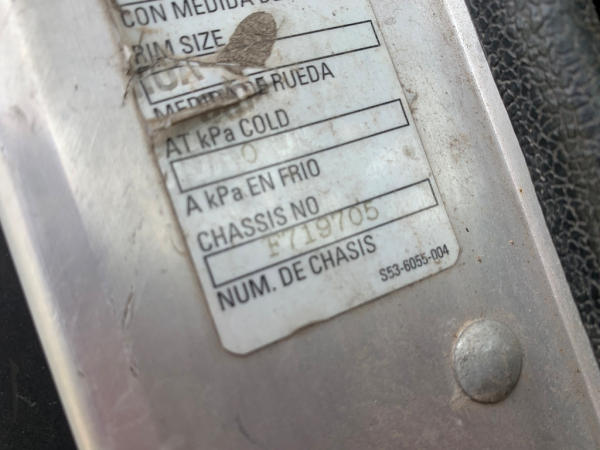 CON MEDIDA
RIM SIZE
MEDIDA DE RUEDA
AT kPa COLD
0
A kPa EN FRIO
CHASSIS NO
F719705
NUM. DE CHASIS
S53-6055-004